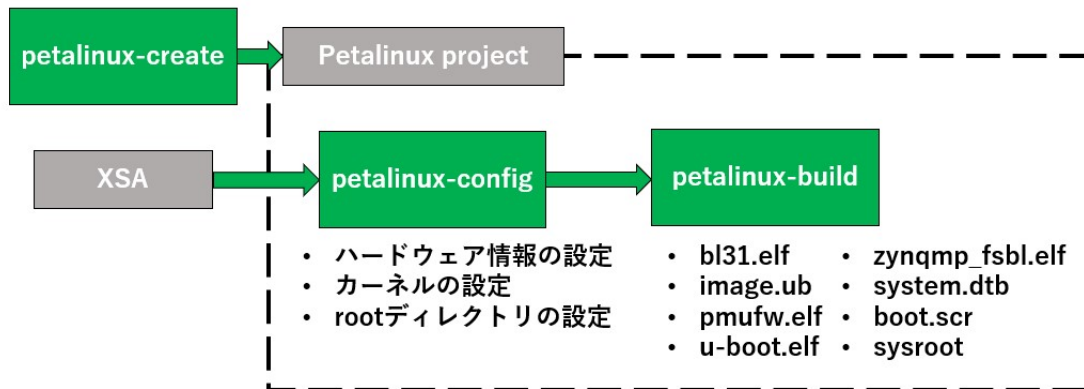 petalinux-create
Petalinux project
XSA
petalinux-config
petalinux-build
• ハードウェア情報の設定
• カーネルの設定
• rootディレクトリの設定
• bl31.elf
• image.ub
• pmufw.elf
• u-boot.elf
• zynqmp_fsbl.elf
• system.dtb
• boot.scr
• sysroot